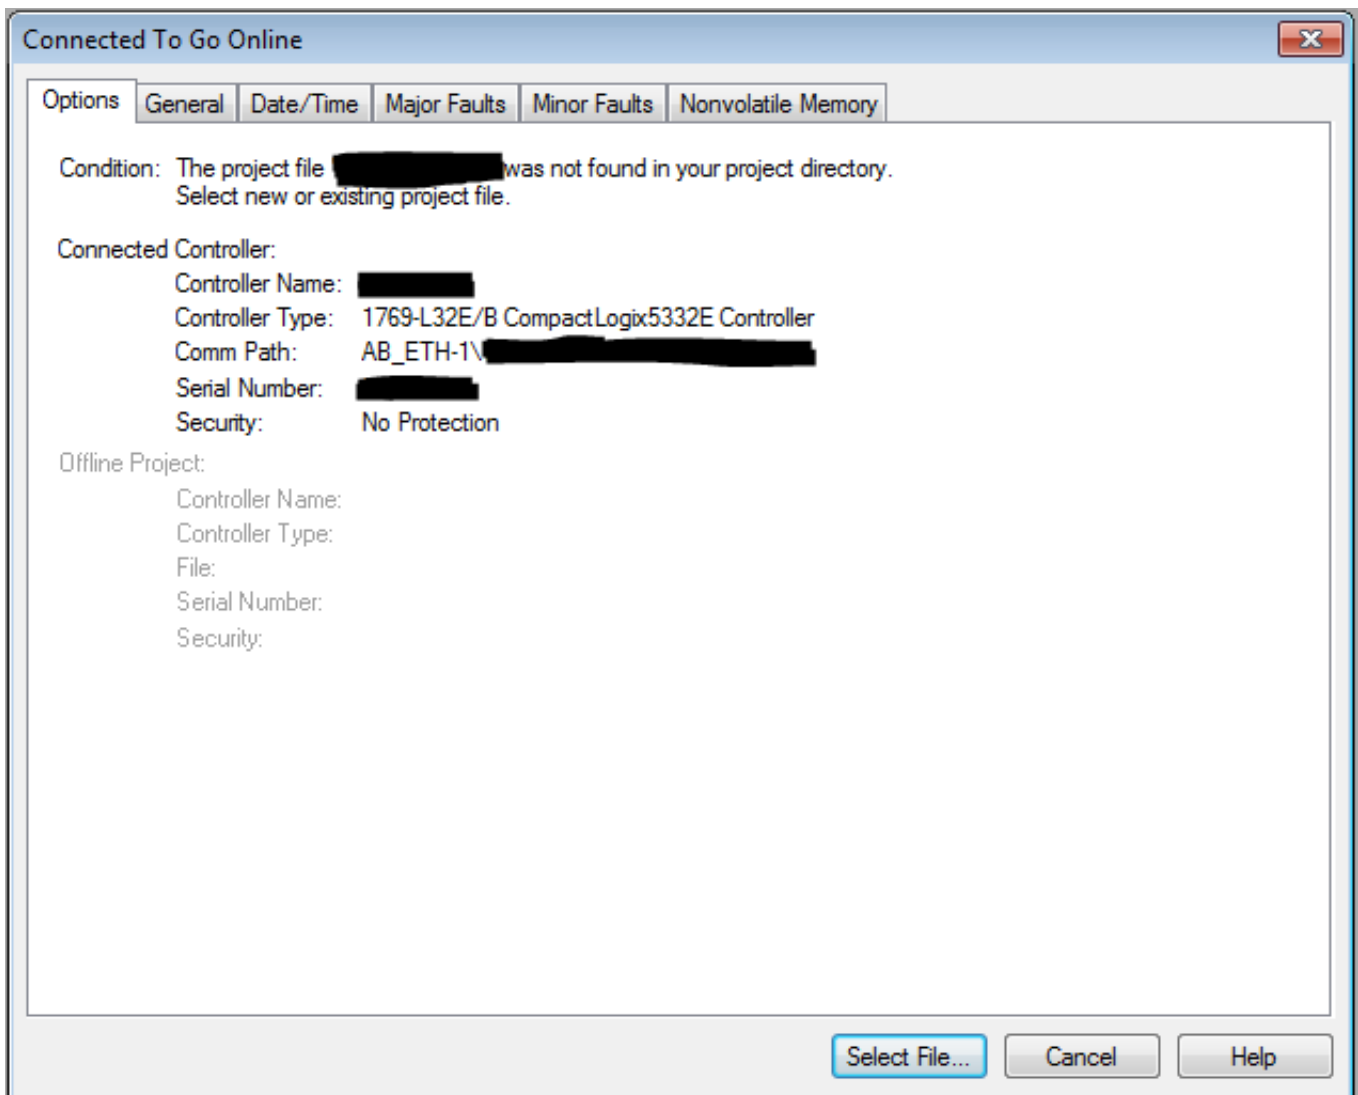 Connected To Go Online
Options General Date/Time Major Faults Minor Faults Nonvolatile Memory
Condition: The project file was not found in your project directory.
Select new or existing project file.
Connected Controller:
Controller Name:
Controller Type: 1769-L32E/B CompactLogix5332E Controller
Comm Path: AB_ETH-1\
Serial Number:
Security: No Protection
Offline Project:
Controller Name:
Controller Type:
File:
Serial Number:
Security:
Select File... Cancel Help